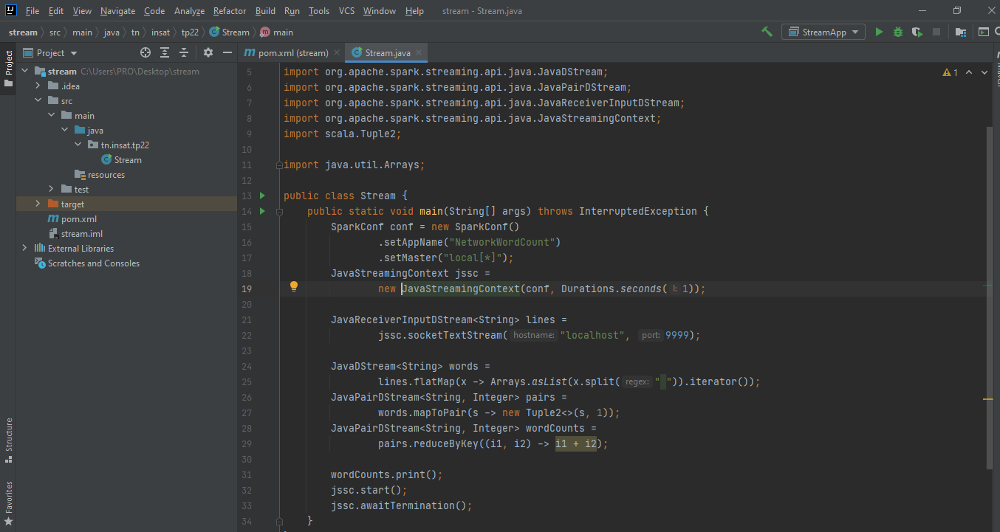 IJ File Edit View Navigate Code Analyze Refactor Build Run Tools VCS Window Help stream - Stream.java
stream src main java tn insat tp22 Stream main StreamApp
Project
Project
stream C:\Users\PRO\Desktop\stream
.idea
src
main
java
tn.insat.tp22
Stream
resources
test
target
pom.xml
stream.iml
External Libraries
Scratches and Consoles
Structure
Favorites
pom.xml (stream) Stream.java
1
5 import org.apache.spark.streaming.api.java.JavaDStream;
6 import org.apache.spark.streaming.api.java.JavaPairDStream;
7 import org.apache.spark.streaming.api.java.JavaReceiverInputDStream;
8 import org.apache.spark.streaming.api.java.JavaStreamingContext;
9 import scala.Tuple2;
10
11 import java.util.Arrays;
12
13 public class Stream {
14 public static void main(String[] args) throws InterruptedException {
15 SparkConf conf = new SparkConf()
16 .setAppName("NetworkWordCount")
17 .setMaster("local[*]");
18 JavaStreamingContext jssc =
19 new JavaStreamingContext(conf, Durations.seconds( l: 1));
20
21 JavaReceiverInputDStream<String> lines =
22 jssc.socketTextStream( hostname: "localhost", port: 9999);
23
24 JavaDStream<String> words =
25 lines.flatMap(x -> Arrays.asList(x.split( regex: " ")).iterator());
26 JavaPairDStream<String, Integer> pairs =
27 words.mapToPair(s -> new Tuple2<>(s, 1));
28 JavaPairDStream<String, Integer> wordCounts =
29 pairs.reduceByKey((i1, i2) -> i1 + i2);
30
31 wordCounts.print();
32 jssc.start();
33 jssc.awaitTermination();
34 }